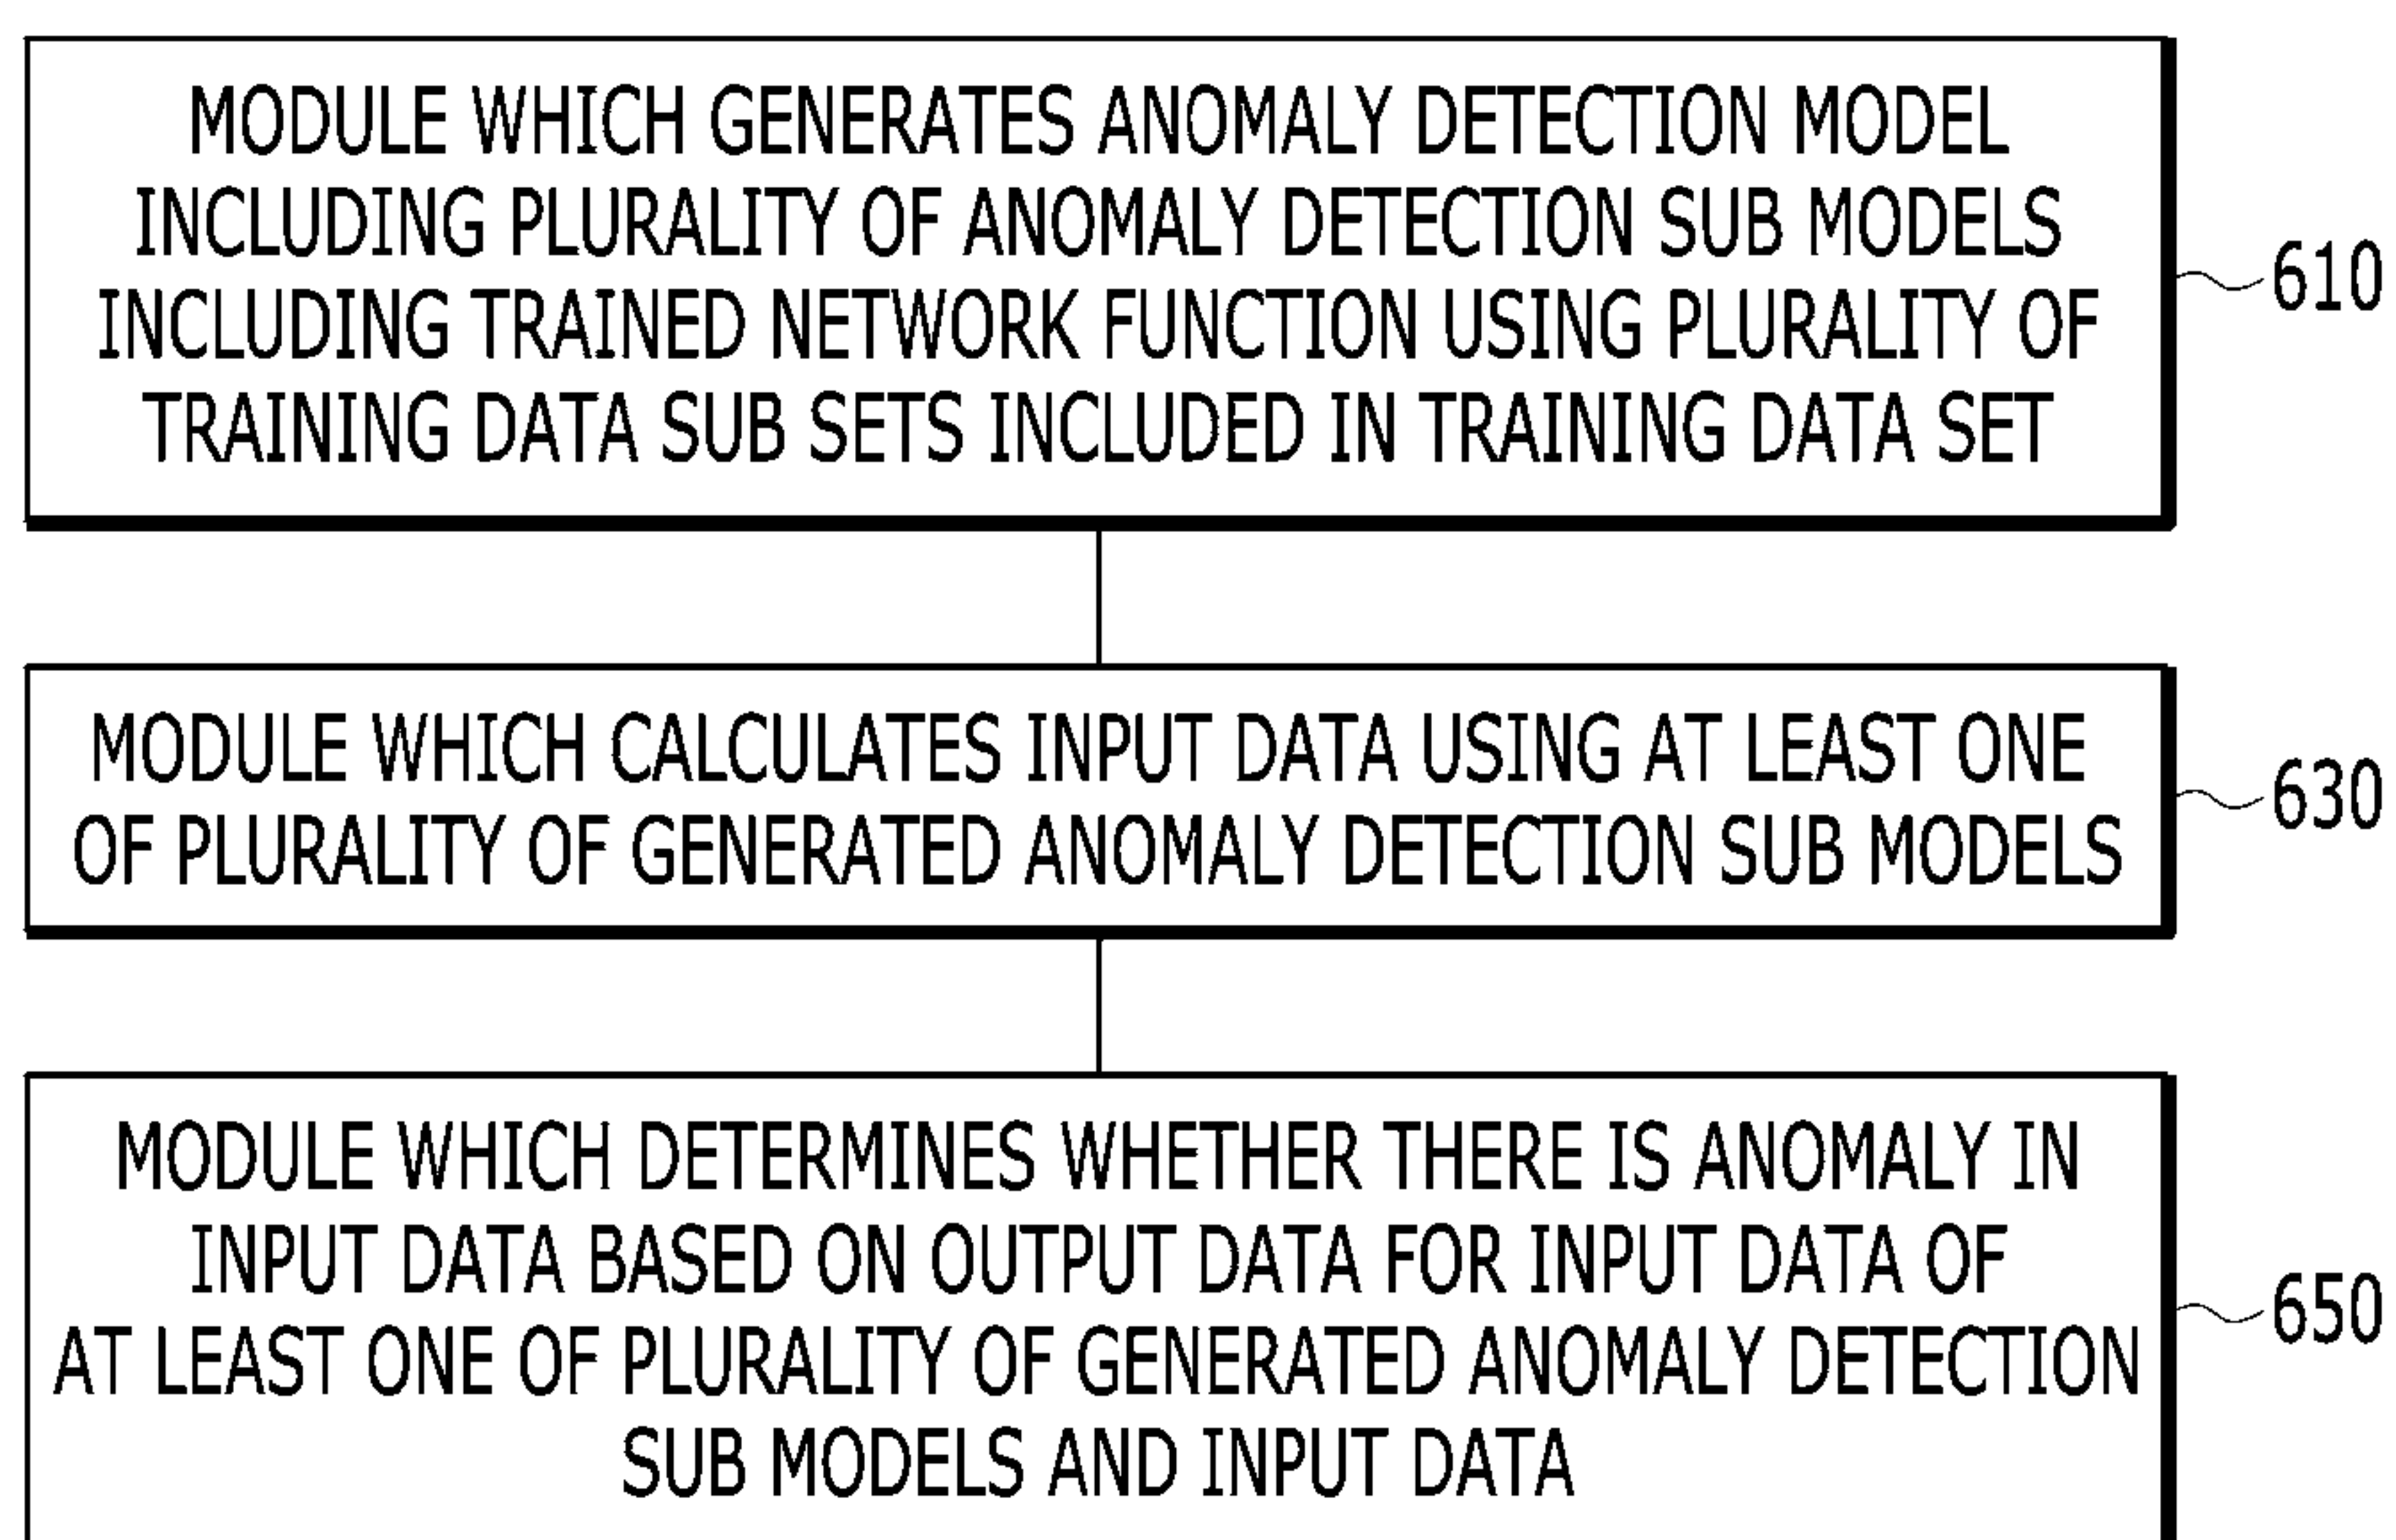 MODULE WHICH GENERATES ANOMALY DETECTION MODEL
INCLUDING PLURALITY OF ANOMALY DETECTION SUB MODELS
INCLUDING TRAINED NETWORK FUNCTION USING PLURALITY OF
TRAINING DATA SUB SETS INCLUDED IN TRAINING DATA SET
610
MODULE WHICH CALCULATES INPUT DATA USING AT LEAST ONE
OF PLURALITY OF GENERATED ANOMALY DETECTION SUB MODELS
630
MODULE WHICH DETERMINES WHETHER THERE IS ANOMALY IN
INPUT DATA BASED ON OUTPUT DATA FOR INPUT DATA OF
AT LEAST ONE OF PLURALITY OF GENERATED ANOMALY DETECTION
SUB MODELS AND INPUT DATA
650